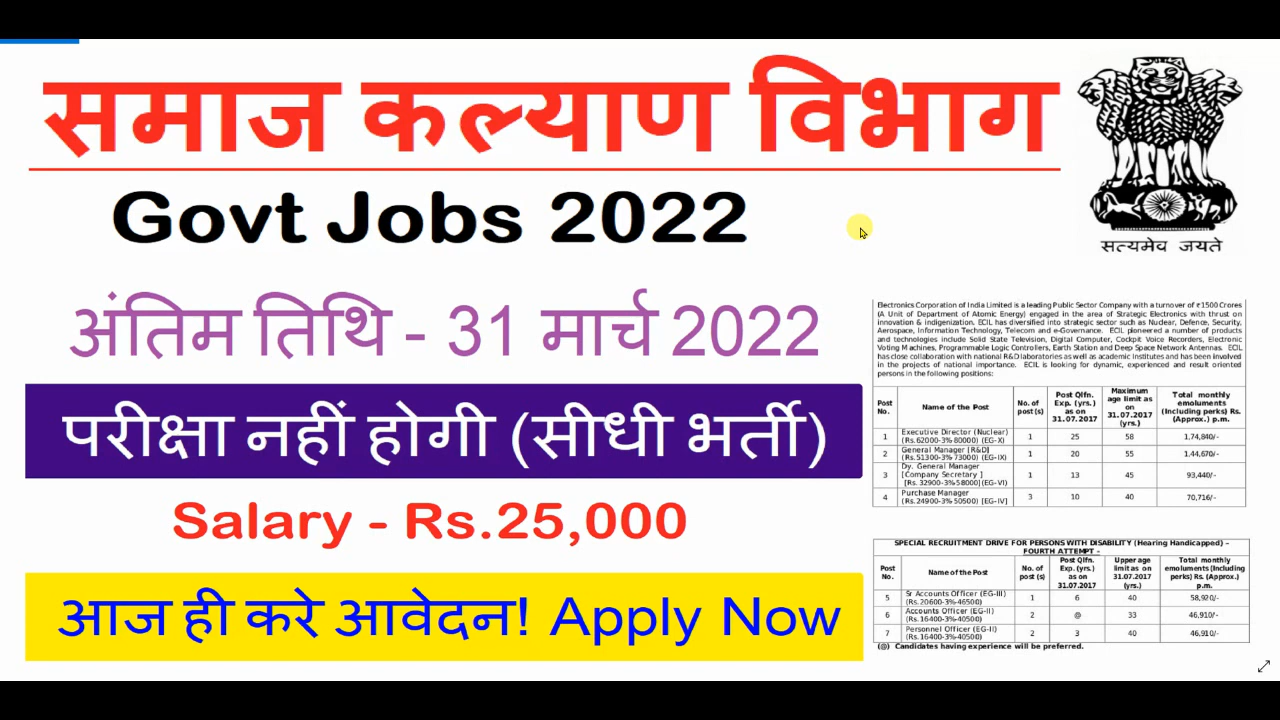 समाज कल्याण विभाग
Govt Jobs 2022
अंतिम तिथि - 31 मार्च 2022
परीक्षा नहीं होगी (सीधी भर्ती)
Salary - Rs.25,000
आज ही करे आवेदन! Apply Now
सत्यमेव जयते
Electronics Corporation of India Limited is a leading Public Sector Company with a turnover of ₹1500 Crores
(A Unit of Department of Atomic Energy) engaged in the area of Strategic Electronics with thrust on
innovation & indigenization. ECIL has diversified into strategic sector such as Nuclear, Defence, Security,
Aerospace, Information Technology, Telecom and e-Governance. ECIL pioneered a number of products
and technologies include Solid State Television, Digital Computer, Cockpit Voice Recorders, Electronic
Voting Machines, Programmable Logic Controllers, Earth Station and Deep Space Network Antennas. ECIL
has close collaboration with national R&D laboratories as well as academic Institutes and has been involved
in the projects of national importance. ECIL is looking for dynamic, experienced and result oriented
persons in the following positions:
Post No. Name of the Post No. of post (s) Post Qlfn. Exp. (yrs.) as on 31.07.2017 Maximum age limit as on 31.07.2017 (yrs.) Total monthly emoluments (Including perks) Rs. (Approx.) p.m.
1 Executive Director (Nuclear) (Rs.62000-3%-80000) (EG-X) 1 25 58 1,74,840/-
2 General Manager [R&D] (Rs.51300-3%-73000) (EG-IX) 1 20 55 1,44,670/-
3 Dy. General Manager [Company Secretary ] [Rs.32900-3%58000](EG-VI) 1 13 45 93,440/-
4 Purchase Manager (Rs.24900-3%50500) [EG-IV] 3 10 40 70,716/-
SPECIAL RECRUITMENT DRIVE FOR PERSONS WITH DISABILITY (Hearing Handicapped) –
FOURTH ATTEMPT -
Post No. Name of the Post No. of post (s) Post Qlfn. Exp. (yrs.) as on 31.07.2017 Upper age limit as on 31.07.2017 (yrs.) Total monthly emoluments (Including perks) Rs. (Approx.) p.m.
5 Sr Accounts Officer (EG-III) (Rs.20600-3%-46500) 1 6 40 58,920/-
6 Accounts Officer (EG-II) (Rs.16400-3%-40500) 2 @ 33 46,910/-
7 Personnel Officer (EG-II) (Rs.16400-3%-40500) 2 3 40 46,910/-
(@) Candidates having experience will be preferred.